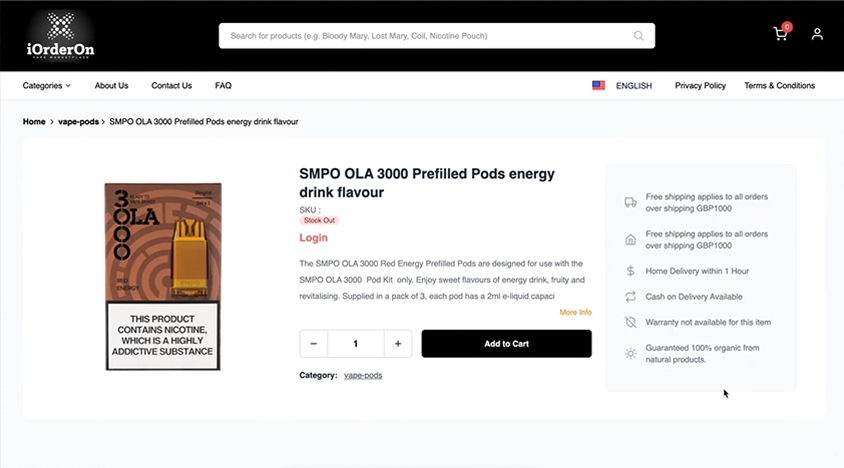 iOrderOn
VAPE MARKETPLACE
Search for products (e.g. Bloody Mary, Lost Mary, Coil, Nicotine Pouch)
0
Categories
About Us
Contact Us
FAQ
ENGLISH
Privacy Policy
Terms & Conditions
Home > vape-pods > SMPO OLA 3000 Prefilled Pods energy drink flavour
3000
OLA
RED
ENERGY
THIS PRODUCT
CONTAINS NICOTINE,
WHICH IS A HIGHLY
ADDICTIVE SUBSTANCE
SMPO OLA 3000 Prefilled Pods energy
drink flavour
SKU :
Stock Out
Login
The SMPO OLA 3000 Red Energy Prefilled Pods are designed for use with the
SMPO OLA 3000 Pod Kit only. Enjoy sweet flavours of energy drink, fruity and
revitalising. Supplied in a pack of 3, each pod has a 2ml e-liquid capaci
More Info
− 1 +
Add to Cart
Category: vape-pods
Free shipping applies to all orders
over shipping GBP1000
Free shipping applies to all orders
over shipping GBP1000
Home Delivery within 1 Hour
Cash on Delivery Available
Warranty not available for this item
Guaranteed 100% organic from
natural products.